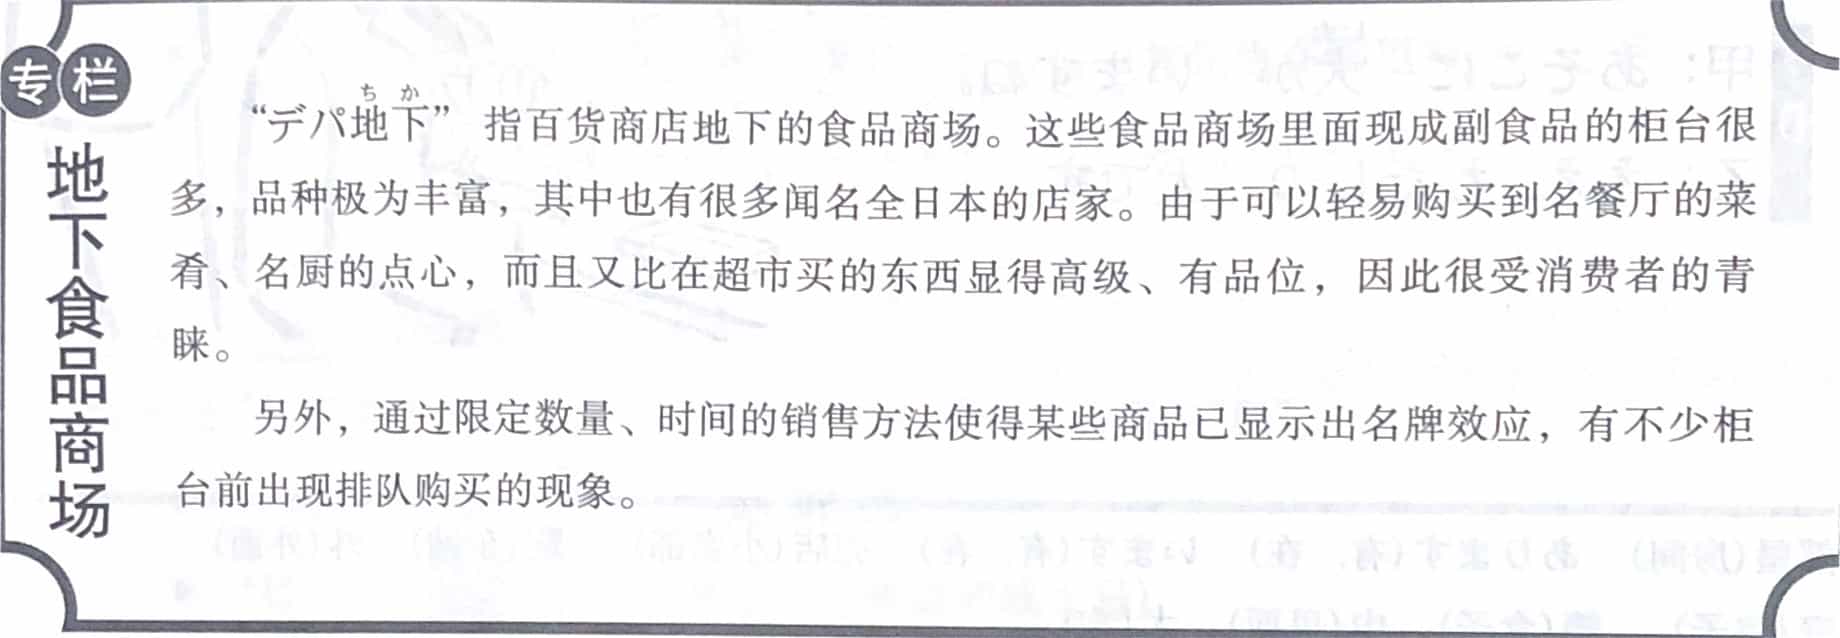 专栏
地下食品商场
ちか
“デパ地下” 指百货商店地下的食品商场。这些食品商场里面现成副食品的柜台很
多，品种极为丰富，其中也有很多闻名全日本的店家。由于可以轻易购买到名餐厅的菜
肴、名厨的点心，而且又比在超市买的东西显得高级、有品位，因此很受消费者的青
睐。
另外，通过限定数量、时间的销售方法使得某些商品已显示出名牌效应，有不少柜
台前出现排队购买的现象。